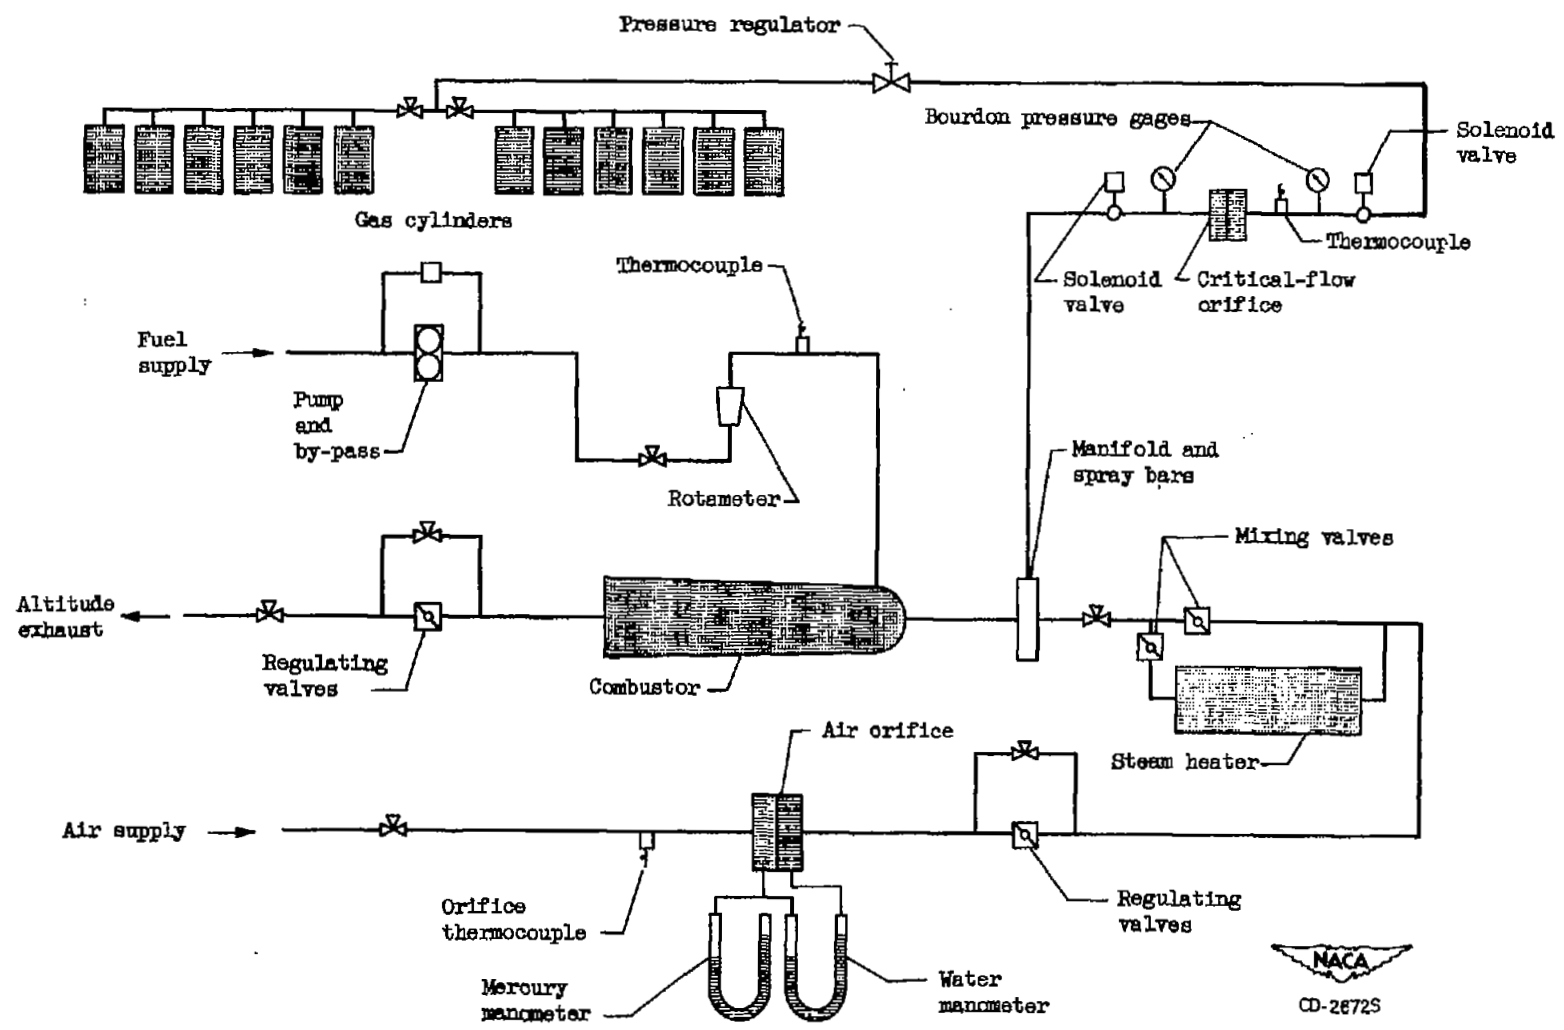 Pressure regulator
Bourdon pressure gages
Solenoid
valve
Gas cylinders
Thermocouple
Thermocouple
Solenoid
valve
Critical-flow
orifice
Fuel
supply
Pump
and
by-pass
Rotameter
Manifold and
spray bars
Mixing valves
Altitude
exhaust
Regulating
valves
Combustor
Steam heater
Air orifice
Air supply
Orifice
thermocouple
Regulating
valves
Mercury
manometer
Water
manometer
NACA
CD-2872S